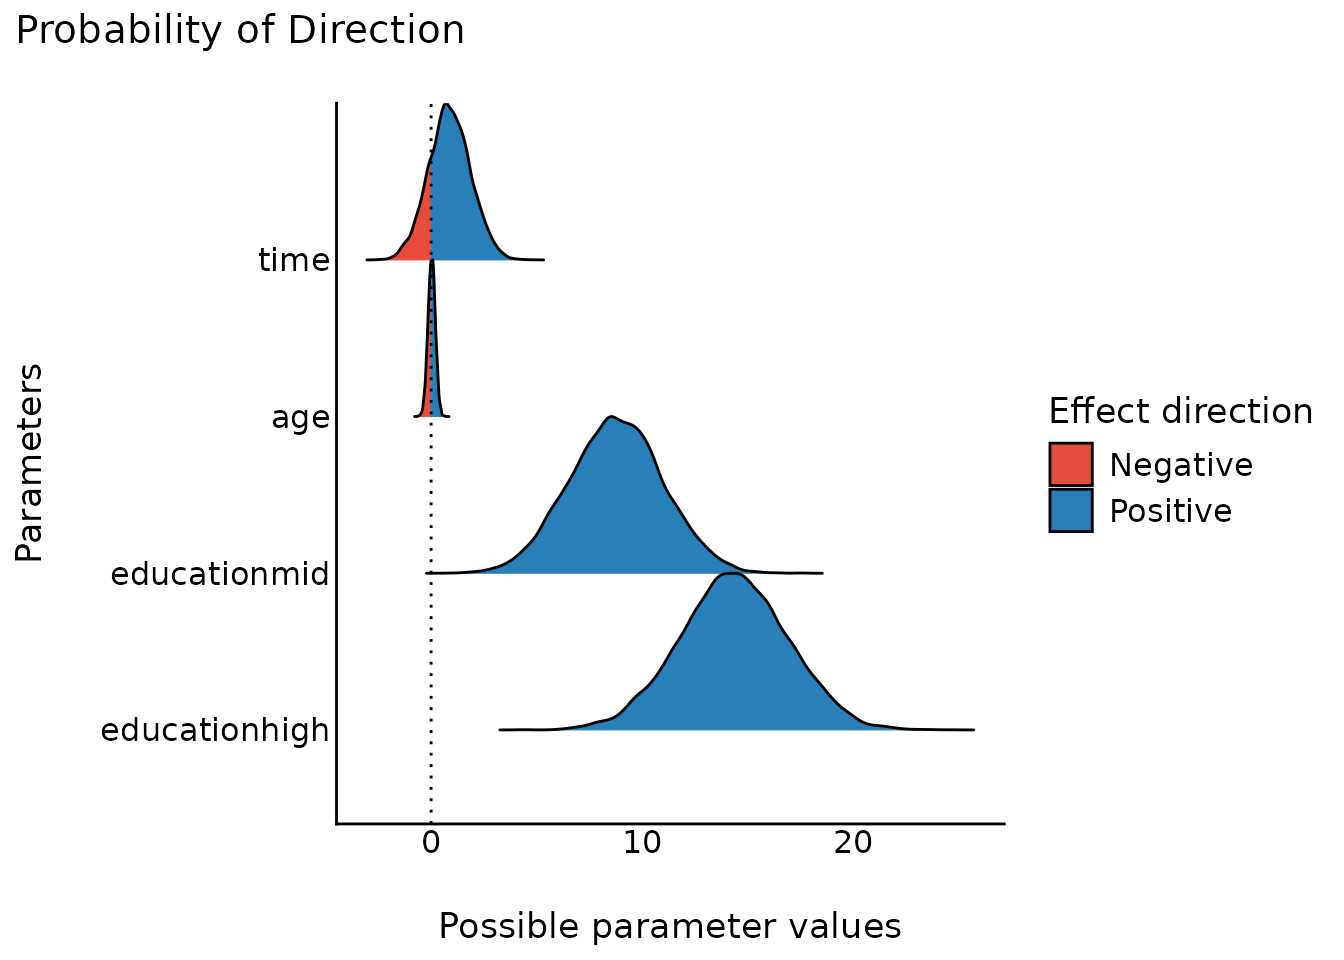 Probability of Direction
time
age
educationmid
educationhigh
Parameters
0 10 20
Possible parameter values
Effect direction
Negative
Positive